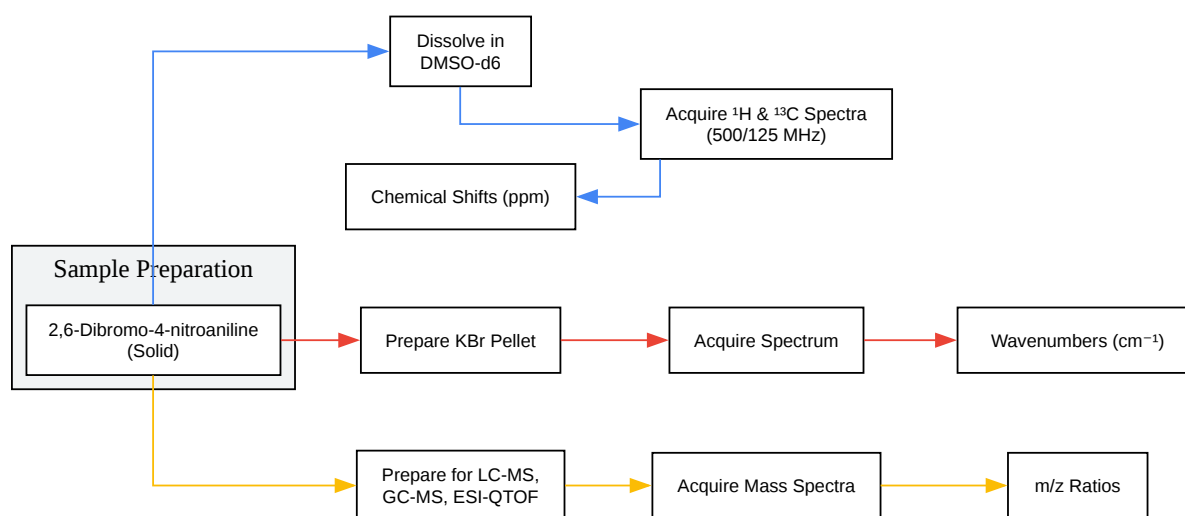 Dissolve in
DMSO-d6
Acquire ¹H & ¹³C Spectra
(500/125 MHz)
Chemical Shifts (ppm)
Sample Preparation
2,6-Dibromo-4-nitroaniline
(Solid)
Prepare KBr Pellet
Acquire Spectrum
Wavenumbers (cm⁻¹)
Prepare for LC-MS,
GC-MS, ESI-QTOF
Acquire Mass Spectra
m/z Ratios